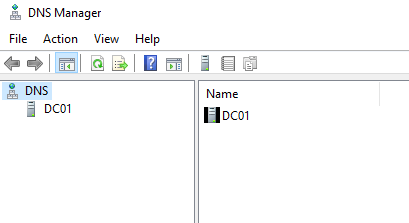 DNS Manager
File Action View Help
DNS
DC01
Name
DC01